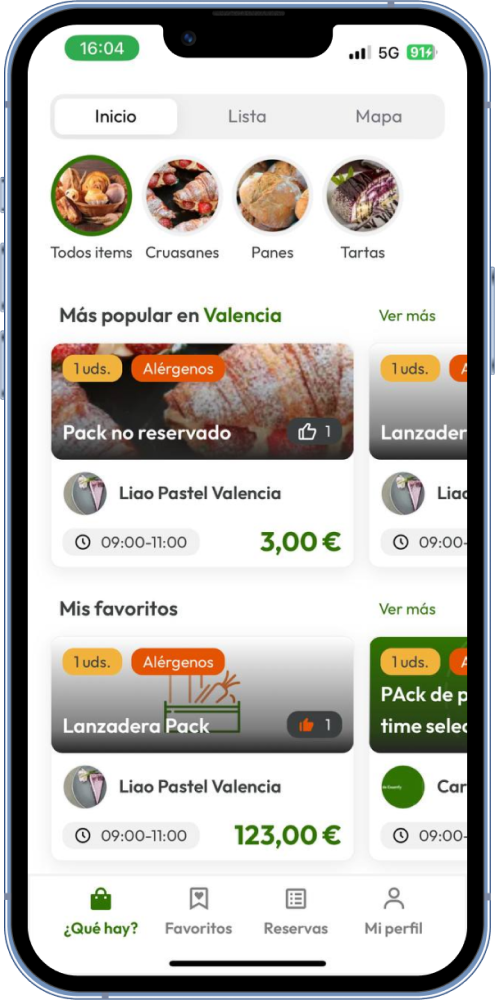 16:04
5G
91
Inicio
Lista
Mapa
Todos items
Cruasanes
Panes
Tartas
Más popular en Valencia
Ver más
1 uds.
Alérgenos
1 uds.
A
Pack no reservado
1
Lanzader
Liao Pastel Valencia
Liao
09:00-11:00
3,00 €
09:00-
Mis favoritos
Ver más
1 uds.
Alérgenos
1 uds.
A
Lanzadera Pack
1
PAck de p
time selec
Liao Pastel Valencia
Car
09:00-11:00
123,00 €
09:00-
¿Qué hay?
Favoritos
Reservas
Mi perfil